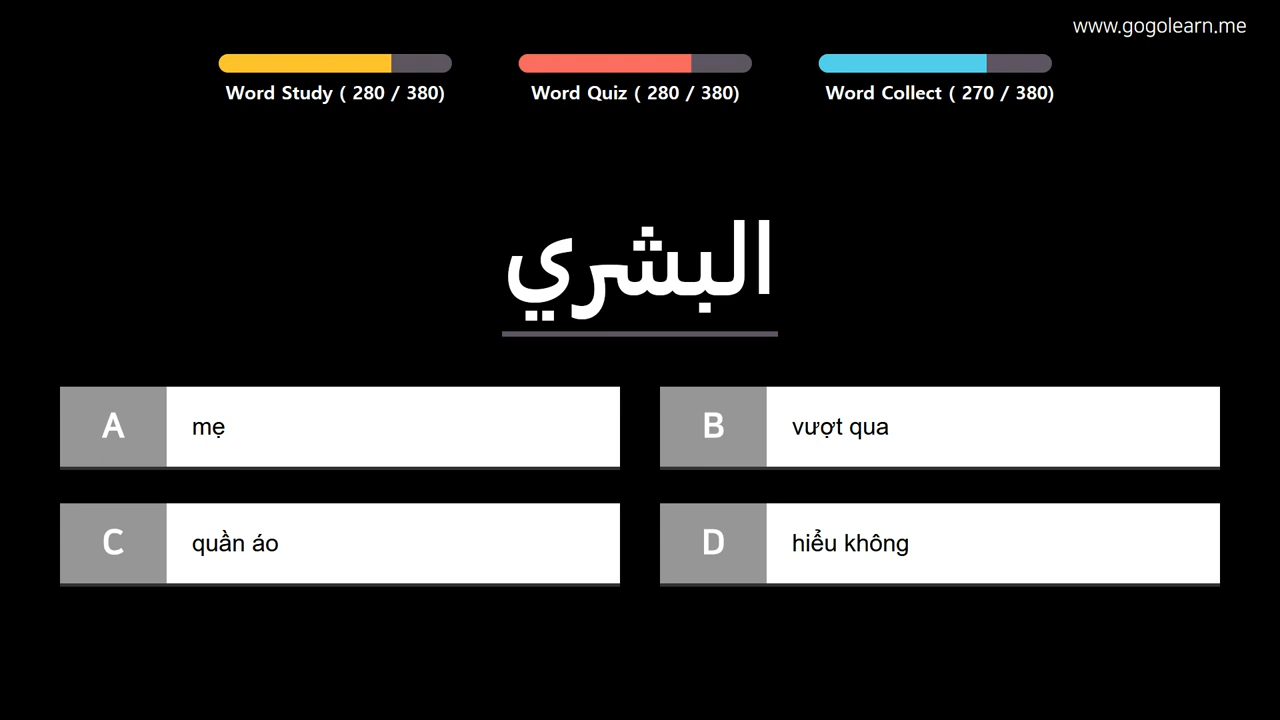 www.gogolearn.me
Word Study ( 280 / 380)
Word Quiz ( 280 / 380)
Word Collect ( 270 / 380)
البشري
A mẹ
B vượt qua
C quần áo
D hiểu không